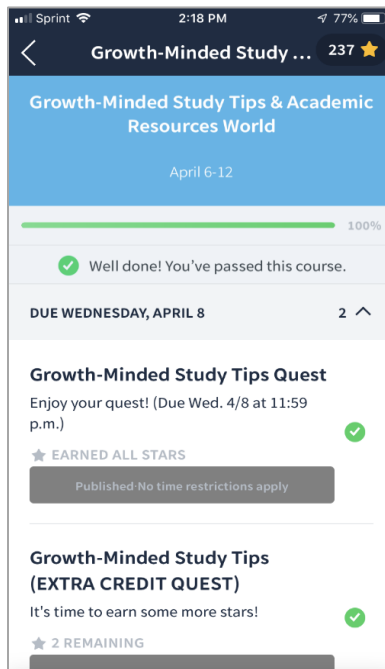 Sprint 2:18 PM 77%
Growth-Minded Study ... 237
Growth-Minded Study Tips & Academic
Resources World
April 6-12
100%
Well done! You've passed this course.
DUE WEDNESDAY, APRIL 8 2
Growth-Minded Study Tips Quest
Enjoy your quest! (Due Wed. 4/8 at 11:59
p.m.)
EARNED ALL STARS
Published·No time restrictions apply
Growth-Minded Study Tips
(EXTRA CREDIT QUEST)
It's time to earn some more stars!
2 REMAINING